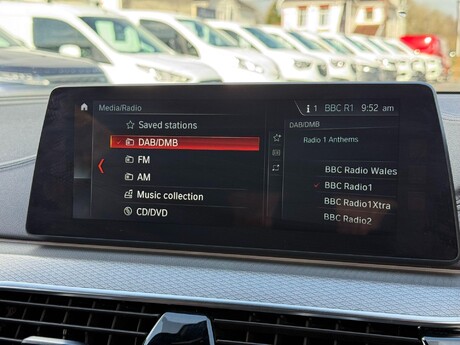 Media/Radio
1 BBC R1 9:52 am
Saved stations
DAB/DMB
FM
AM
Music collection
CD/DVD
DAB/DMB
Radio 1 Anthems
BBC Radio Wales
BBC Radio1
BBC Radio1Xtra
BBC Radio2